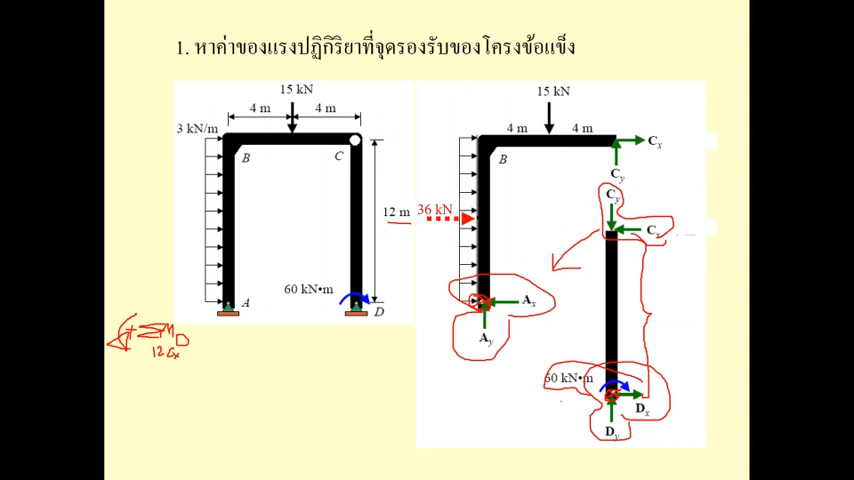 1. หาค่าของแรงปฏิกิริยาที่จุดรองรับของโครงข้อแข็ง
15 kN
4 m
4 m
3 kN/m
B
C
12 m
60 kN•m
A
D
15 kN
4 m
4 m
Cx
B
Cy
Cy
36 kN
Cx
Ax
Ay
60 kN•m
Dx
Dy
+ΣMD
12Cx